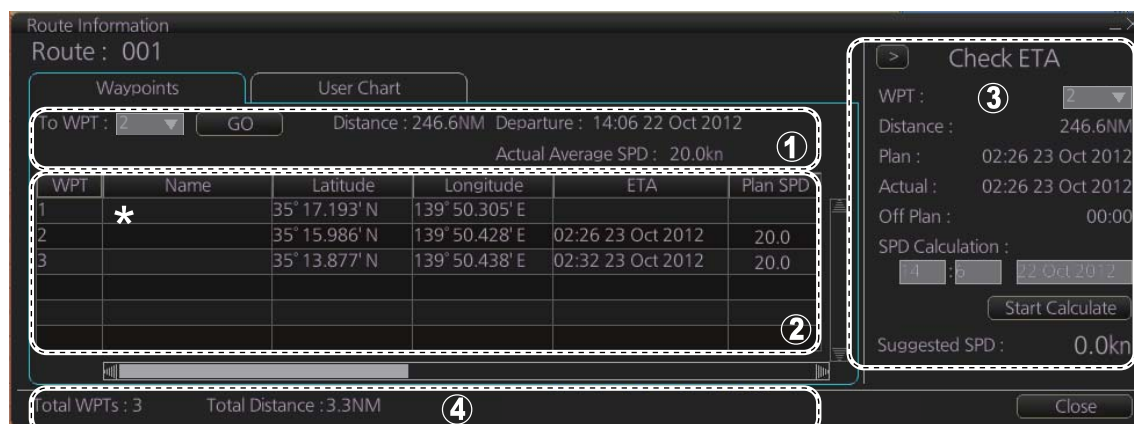 Route Information
Route : 001
Waypoints User Chart
To WPT : 2 GO Distance : 246.6NM Departure : 14:06 22 Oct 2012
Actual Average SPD : 20.0kn
①
WPT Name Latitude Longitude ETA Plan SPD
1 * 35° 17.193' N 139° 50.305' E
2 35° 15.986' N 139° 50.428' E 02:26 23 Oct 2012 20.0
3 35° 13.877' N 139° 50.438' E 02:32 23 Oct 2012 20.0
②
Total WPTs : 3 Total Distance :3.3NM ④
> Check ETA
WPT : ③ 2
Distance : 246.6NM
Plan : 02:26 23 Oct 2012
Actual : 02:26 23 Oct 2012
Off Plan : 00:00
SPD Calculation :
14 :6 22 Oct 2012
Start Calculate
Suggested SPD : 0.0kn
Close